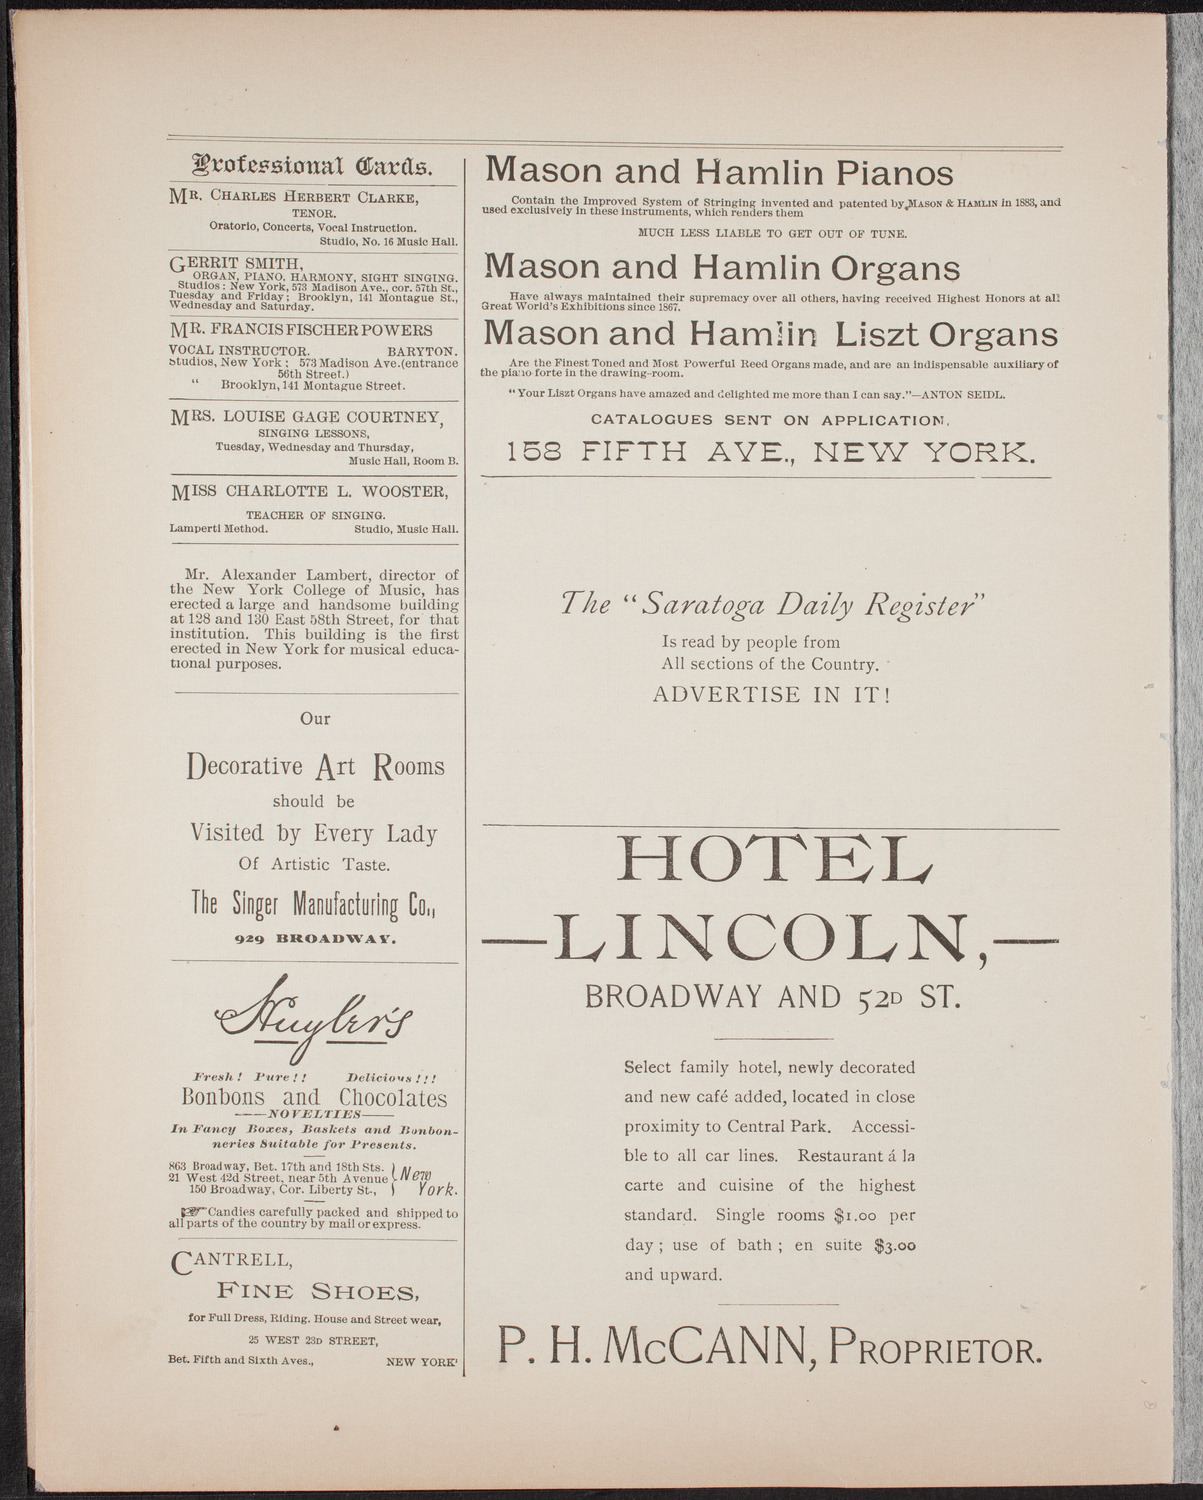 Professional Cards.
MR. CHARLES HERBERT CLARKE,
TENOR.
Oratorio, Concerts, Vocal Instruction.
Studio, No. 16 Music Hall.
GERRIT SMITH,
ORGAN, PIANO, HARMONY, SIGHT SINGING.
Studios: New York, 573 Madison Ave., cor. 57th St.,
Tuesday and Friday; Brooklyn, 141 Montague St.,
Wednesday and Saturday.
MR. FRANCIS FISCHER POWERS
VOCAL INSTRUCTOR. BARYTON.
Studios, New York; 573 Madison Ave.(entrance
56th Street.)
" Brooklyn, 141 Montague Street.
MRS. LOUISE GAGE COURTNEY,
SINGING LESSONS,
Tuesday, Wednesday and Thursday,
Music Hall, Room B.
MISS CHARLOTTE L. WOOSTER,
TEACHER OF SINGING.
Lamperti Method. Studio, Music Hall.
Mr. Alexander Lambert, director of
the New York College of Music, has
erected a large and handsome building
at 128 and 130 East 58th Street, for that
institution. This building is the first
erected in New York for musical educa-
tional purposes.
Our
Decorative Art Rooms
should be
Visited by Every Lady
Of Artistic Taste.
The Singer Manufacturing Co.,
929 BROADWAY.
Huyler's
Fresh! Pure!! Delicious!!!
Bonbons and Chocolates
NOVELTIES
In Fancy Boxes, Baskets and Bonbon-
neries Suitable for Presents.
863 Broadway, Bet. 17th and 18th Sts.
21 West 42d Street, near 5th Avenue New
150 Broadway, Cor. Liberty St., York.
☞Candies carefully packed and shipped to
all parts of the country by mail or express.
CANTRELL,
FINE SHOES,
for Full Dress, Riding. House and Street wear,
25 WEST 23D STREET,
Bet. Fifth and Sixth Aves., NEW YORK'
Mason and Hamlin Pianos
Contain the Improved System of Stringing invented and patented by MASON & HAMLIN in 1883, and
used exclusively in these instruments, which renders them
MUCH LESS LIABLE TO GET OUT OF TUNE.
Mason and Hamlin Organs
Have always maintained their supremacy over all others, having received Highest Honors at all
Great World's Exhibitions since 1867.
Mason and Hamlin Liszt Organs
Are the Finest Toned and Most Powerful Reed Organs made, and are an indispensable auxiliary of
the piano forte in the drawing-room.
"Your Liszt Organs have amazed and delighted me more than I can say."—ANTON SEIDL.
CATALOGUES SENT ON APPLICATION,
158 FIFTH AVE., NEW YORK.
The "Saratoga Daily Register"
Is read by people from
All sections of the Country.
ADVERTISE IN IT!
HOTEL
—LINCOLN,—
BROADWAY AND 52D ST.
Select family hotel, newly decorated
and new café added, located in close
proximity to Central Park. Accessi-
ble to all car lines. Restaurant á la
carte and cuisine of the highest
standard. Single rooms $1.00 per
day; use of bath; en suite $3.00
and upward.
P. H. McCANN, PROPRIETOR.